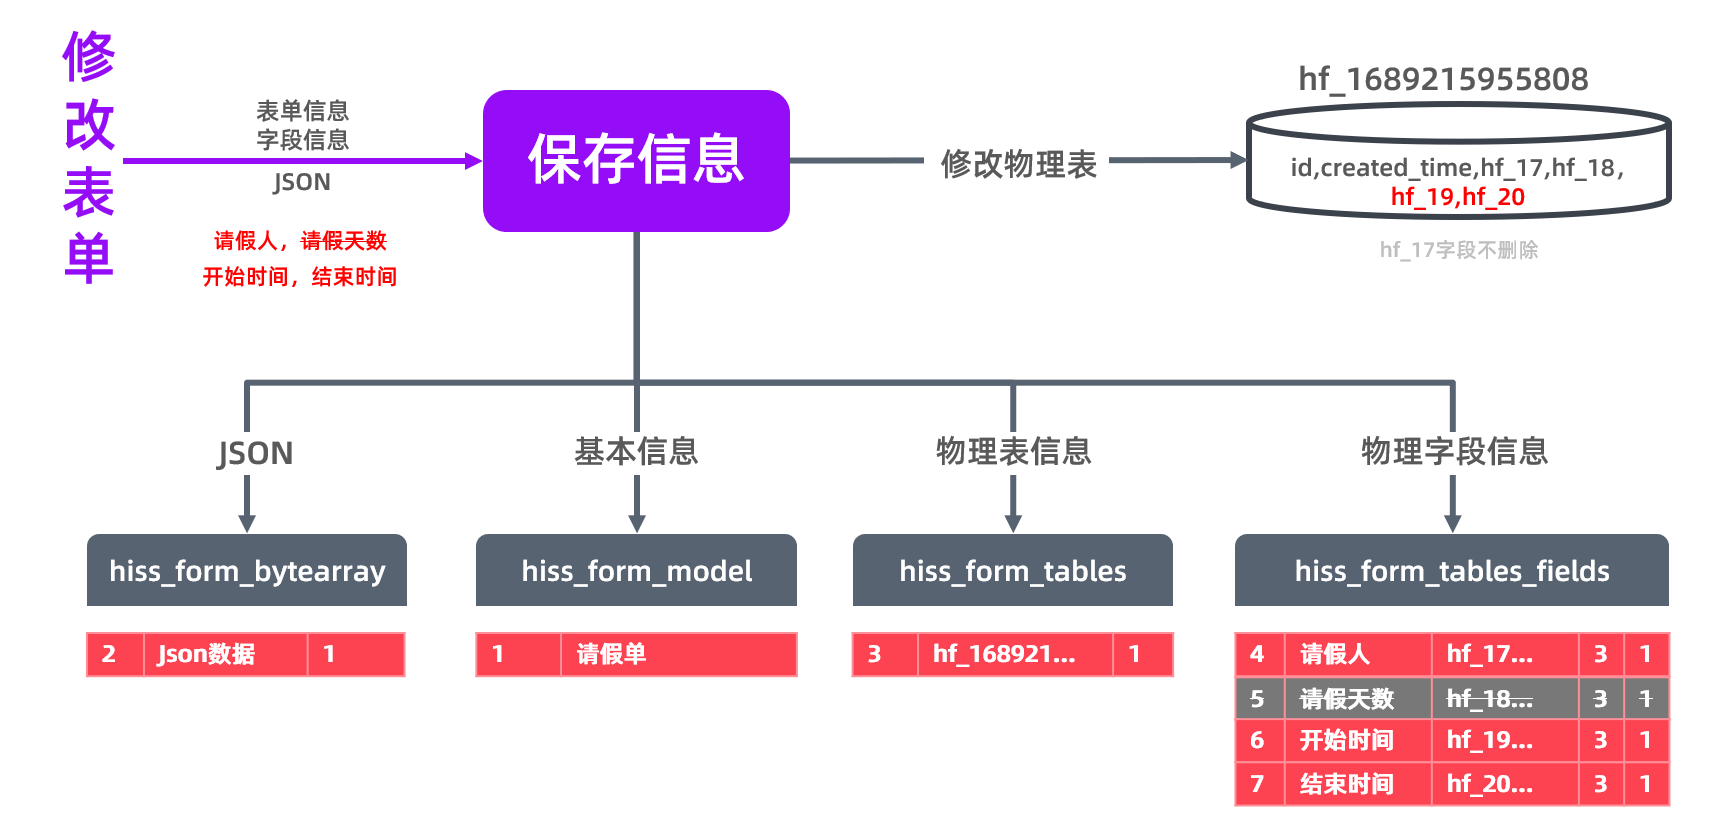 修改表单
表单信息
字段信息
JSON
请假人，请假天数
开始时间，结束时间
保存信息
修改物理表
hf_1689215955808
id,created_time,hf_17,hf_18,
hf_19,hf_20
hf_17字段不删除
JSON
基本信息
物理表信息
物理字段信息
hiss_form_bytearray
hiss_form_model
hiss_form_tables
hiss_form_tables_fields
2 Json数据 1
1 请假单
3 hf_168921... 1
4 请假人 hf_17... 3 1
5 请假天数 hf_18... 3 1
6 开始时间 hf_19... 3 1
7 结束时间 hf_20... 3 1